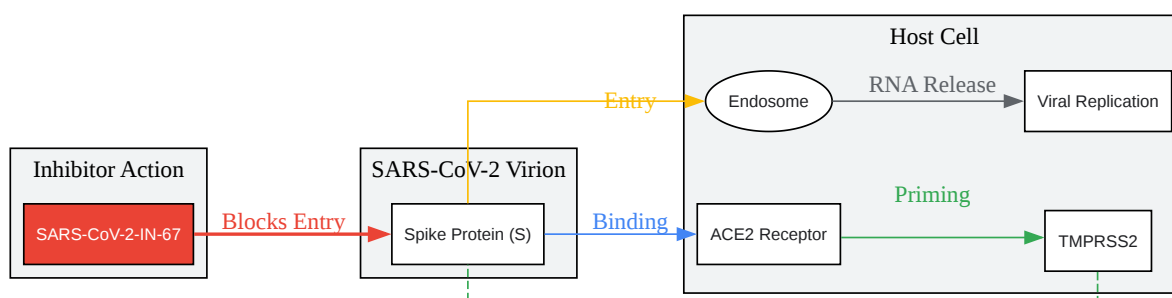 Host Cell
Entry
Endosome
RNA Release
Viral Replication
Inhibitor Action
SARS-CoV-2 Virion
SARS-CoV-2-IN-67
Blocks Entry
Spike Protein (S)
Binding
ACE2 Receptor
Priming
TMPRSS2